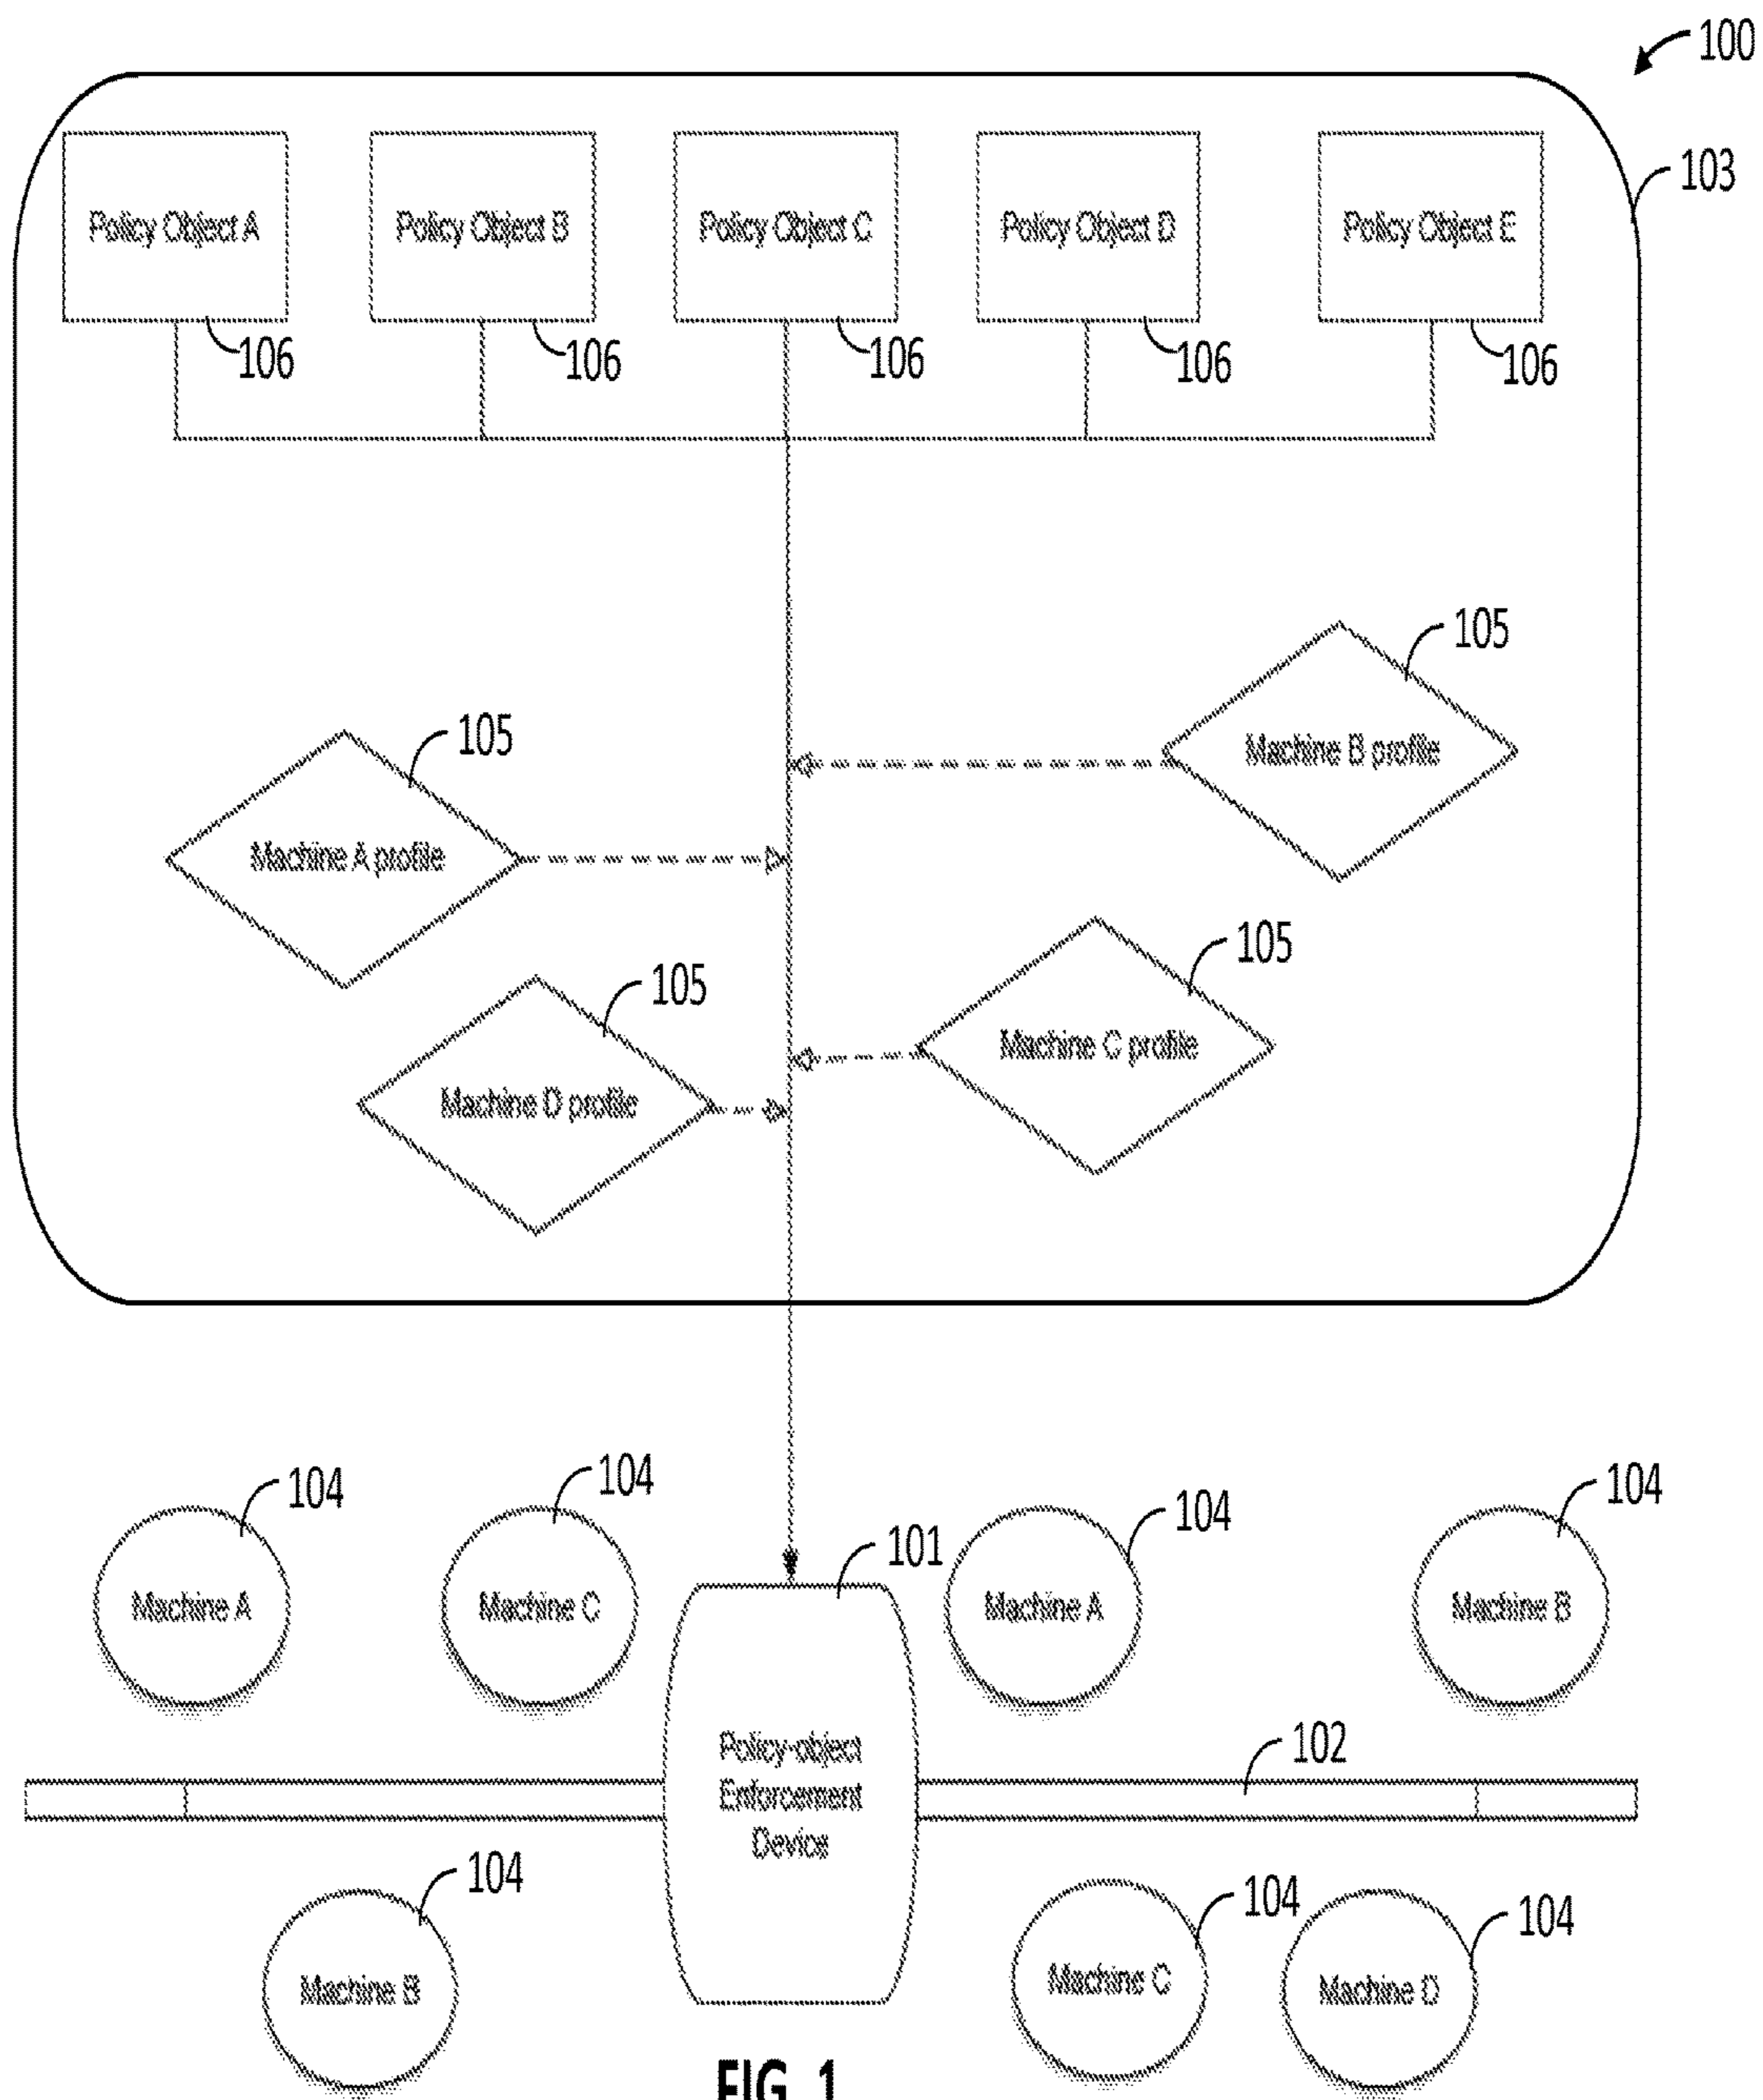 100
103
Policy Object A
Policy Object B
Policy Object C
Policy Object D
Policy Object E
106
106
106
106
106
105
Machine B profile
105
Machine A profile
105
Machine C profile
105
Machine D profile
104
104
104
104
101
Machine A
Machine C
Machine A
Machine B
102
Policy-object
Enforcement
Device
104
104
104
Machine B
Machine C
Machine D
FIG. 1